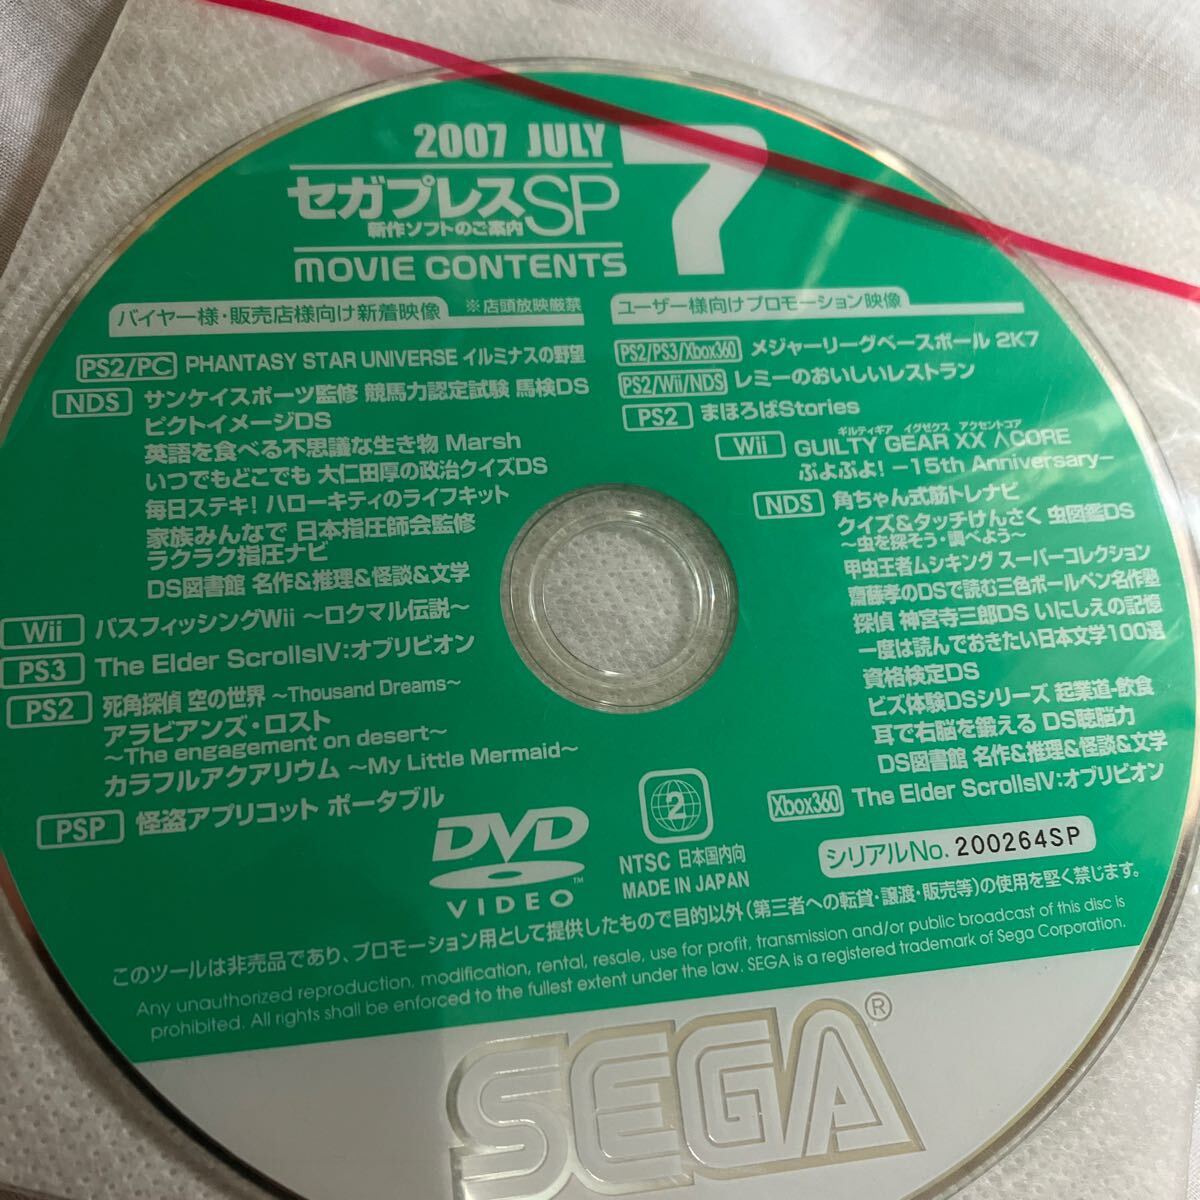 2007 JULY
7
セガプレスSP
新作ソフトのご案内
MOVIE CONTENTS
バイヤー様・販売店様向け新着映像 ※店頭放映厳禁
PS2/PC PHANTASY STAR UNIVERSE イルミナスの野望
NDS サンケイスポーツ監修 競馬力認定試験 馬検DS
ピクトイメージDS
英語を食べる不思議な生き物 Marsh
いつでもどこでも 大仁田厚の政治クイズDS
毎日ステキ! ハローキティのライフキット
家族みんなで 日本指圧師会監修
ラクラク指圧ナビ
DS図書館 名作&推理&怪談&文学
Wii バスフィッシングWii ～ロクマル伝説～
PS3 The Elder ScrollsIV:オブリビオン
PS2 死角探偵 空の世界 ～Thousand Dreams～
アラビアンズ・ロスト
～The engagement on desert～
カラフルアクアリウム ～My Little Mermaid～
PSP 怪盗アプリコット ポータブル
ユーザー様向けプロモーション映像
PS2/PS3/Xbox360 メジャーリーグベースボール 2K7
PS2/Wii/NDS レミーのおいしいレストラン
PS2 まほろばStories
ギルティギア イグゼクス アクセントコア
Wii GUILTY GEAR XX ΛCORE
ぷよぷよ! -15th Anniversary-
NDS 角ちゃん式筋トレナビ
クイズ&タッチけんさく 虫図鑑DS
～虫を探そう・調べよう～
甲虫王者ムシキング スーパーコレクション
齋藤孝のDSで読む三色ボールペン名作塾
探偵 神宮寺三郎DS いにしえの記憶
一度は読んでおきたい日本文学100選
資格検定DS
ビズ体験DSシリーズ 起業道-飲食
耳で右脳を鍛える DS聴脳力
DS図書館 名作&推理&怪談&文学
Xbox360 The Elder ScrollsIV:オブリビオン
DVD
VIDEO
™
2
NTSC 日本国内向
MADE IN JAPAN
シリアルNo. 200264SP
このツールは非売品であり、プロモーション用として提供したもので目的以外(第三者への転貸・譲渡・販売等)の使用を堅く禁じます。
Any unauthorized reproduction, modification, rental, resale, use for profit, transmission and/or public broadcast of this disc is
prohibited. All rights shall be enforced to the fullest extent under the law. SEGA is a registered trademark of Sega Corporation.
SEGA®